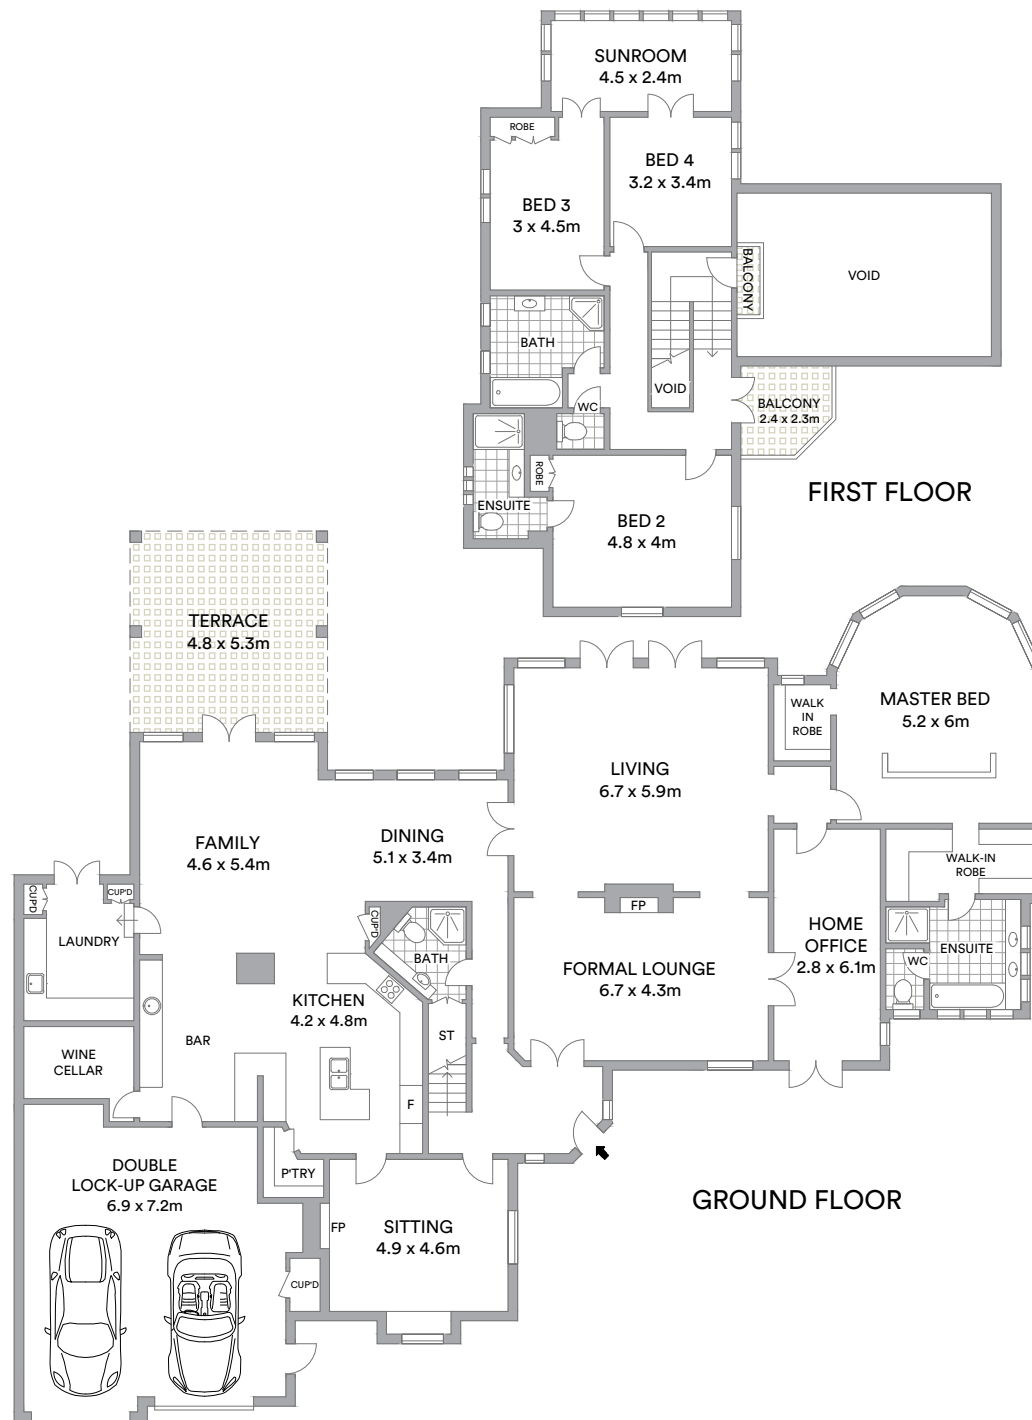 SUNROOM
4.5 x 2.4m
ROBE
BED 4
3.2 x 3.4m
BED 3
3 x 4.5m
BALCONY
VOID
BATH
VOID
WC
BALCONY
2.4 x 2.3m
ROBE
ENSUITE
BED 2
4.8 x 4m
FIRST FLOOR
TERRACE
4.8 x 5.3m
WALK
IN
ROBE
MASTER BED
5.2 x 6m
LIVING
6.7 x 5.9m
FAMILY
4.6 x 5.4m
DINING
5.1 x 3.4m
WALK-IN
ROBE
CUP'D
CUP'D
LAUNDRY
CUP'D
BATH
FP
HOME
OFFICE
2.8 x 6.1m
ENSUITE
WC
FORMAL LOUNGE
6.7 x 4.3m
KITCHEN
4.2 x 4.8m
BAR
ST
WINE
CELLAR
F
DOUBLE
LOCK-UP GARAGE
6.9 x 7.2m
P'TRY
FP
SITTING
4.9 x 4.6m
CUP'D
GROUND FLOOR